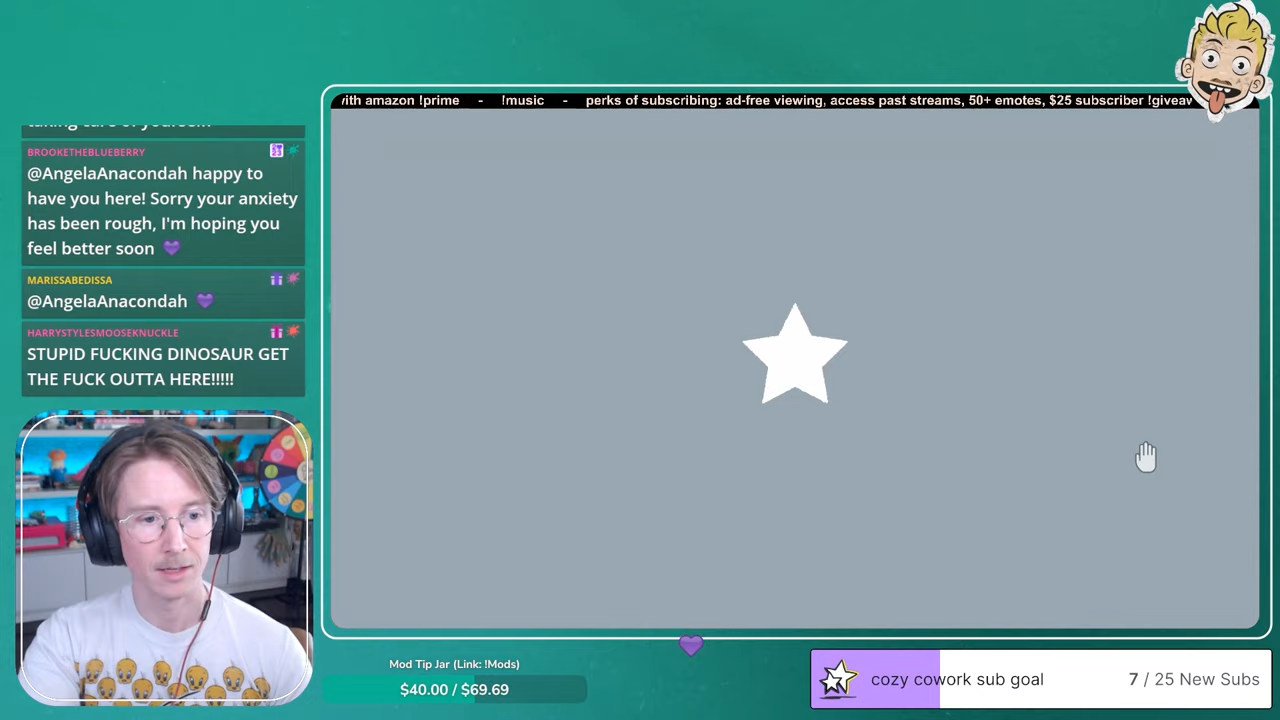 ith amazon !prime - !music - perks of subscribing: ad-free viewing, access past streams, 50+ emotes, $25 subscriber !giveaw
BROOKETHEBLUEBERRY
@AngelaAnacondah happy to
have you here! Sorry your anxiety
has been rough, I'm hoping you
feel better soon 💜
MARISSABEDISSA
@AngelaAnacondah 💜
HARRYSTYLESMOOSEKNUCKLE
STUPID FUCKING DINOSAUR GET
THE FUCK OUTTA HERE!!!!!
Mod Tip Jar (Link: !Mods)
$40.00 / $69.69
cozy cowork sub goal 7 / 25 New Subs